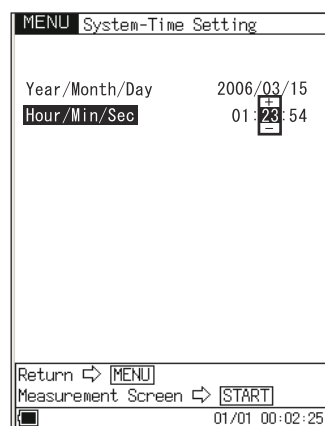 MENU System-Time Setting
Year/Month/Day 2006/03/15
+
Hour/Min/Sec 01:23:54
−
Return ⇨ MENU
Measurement Screen ⇨ START
01/01 00:02:25